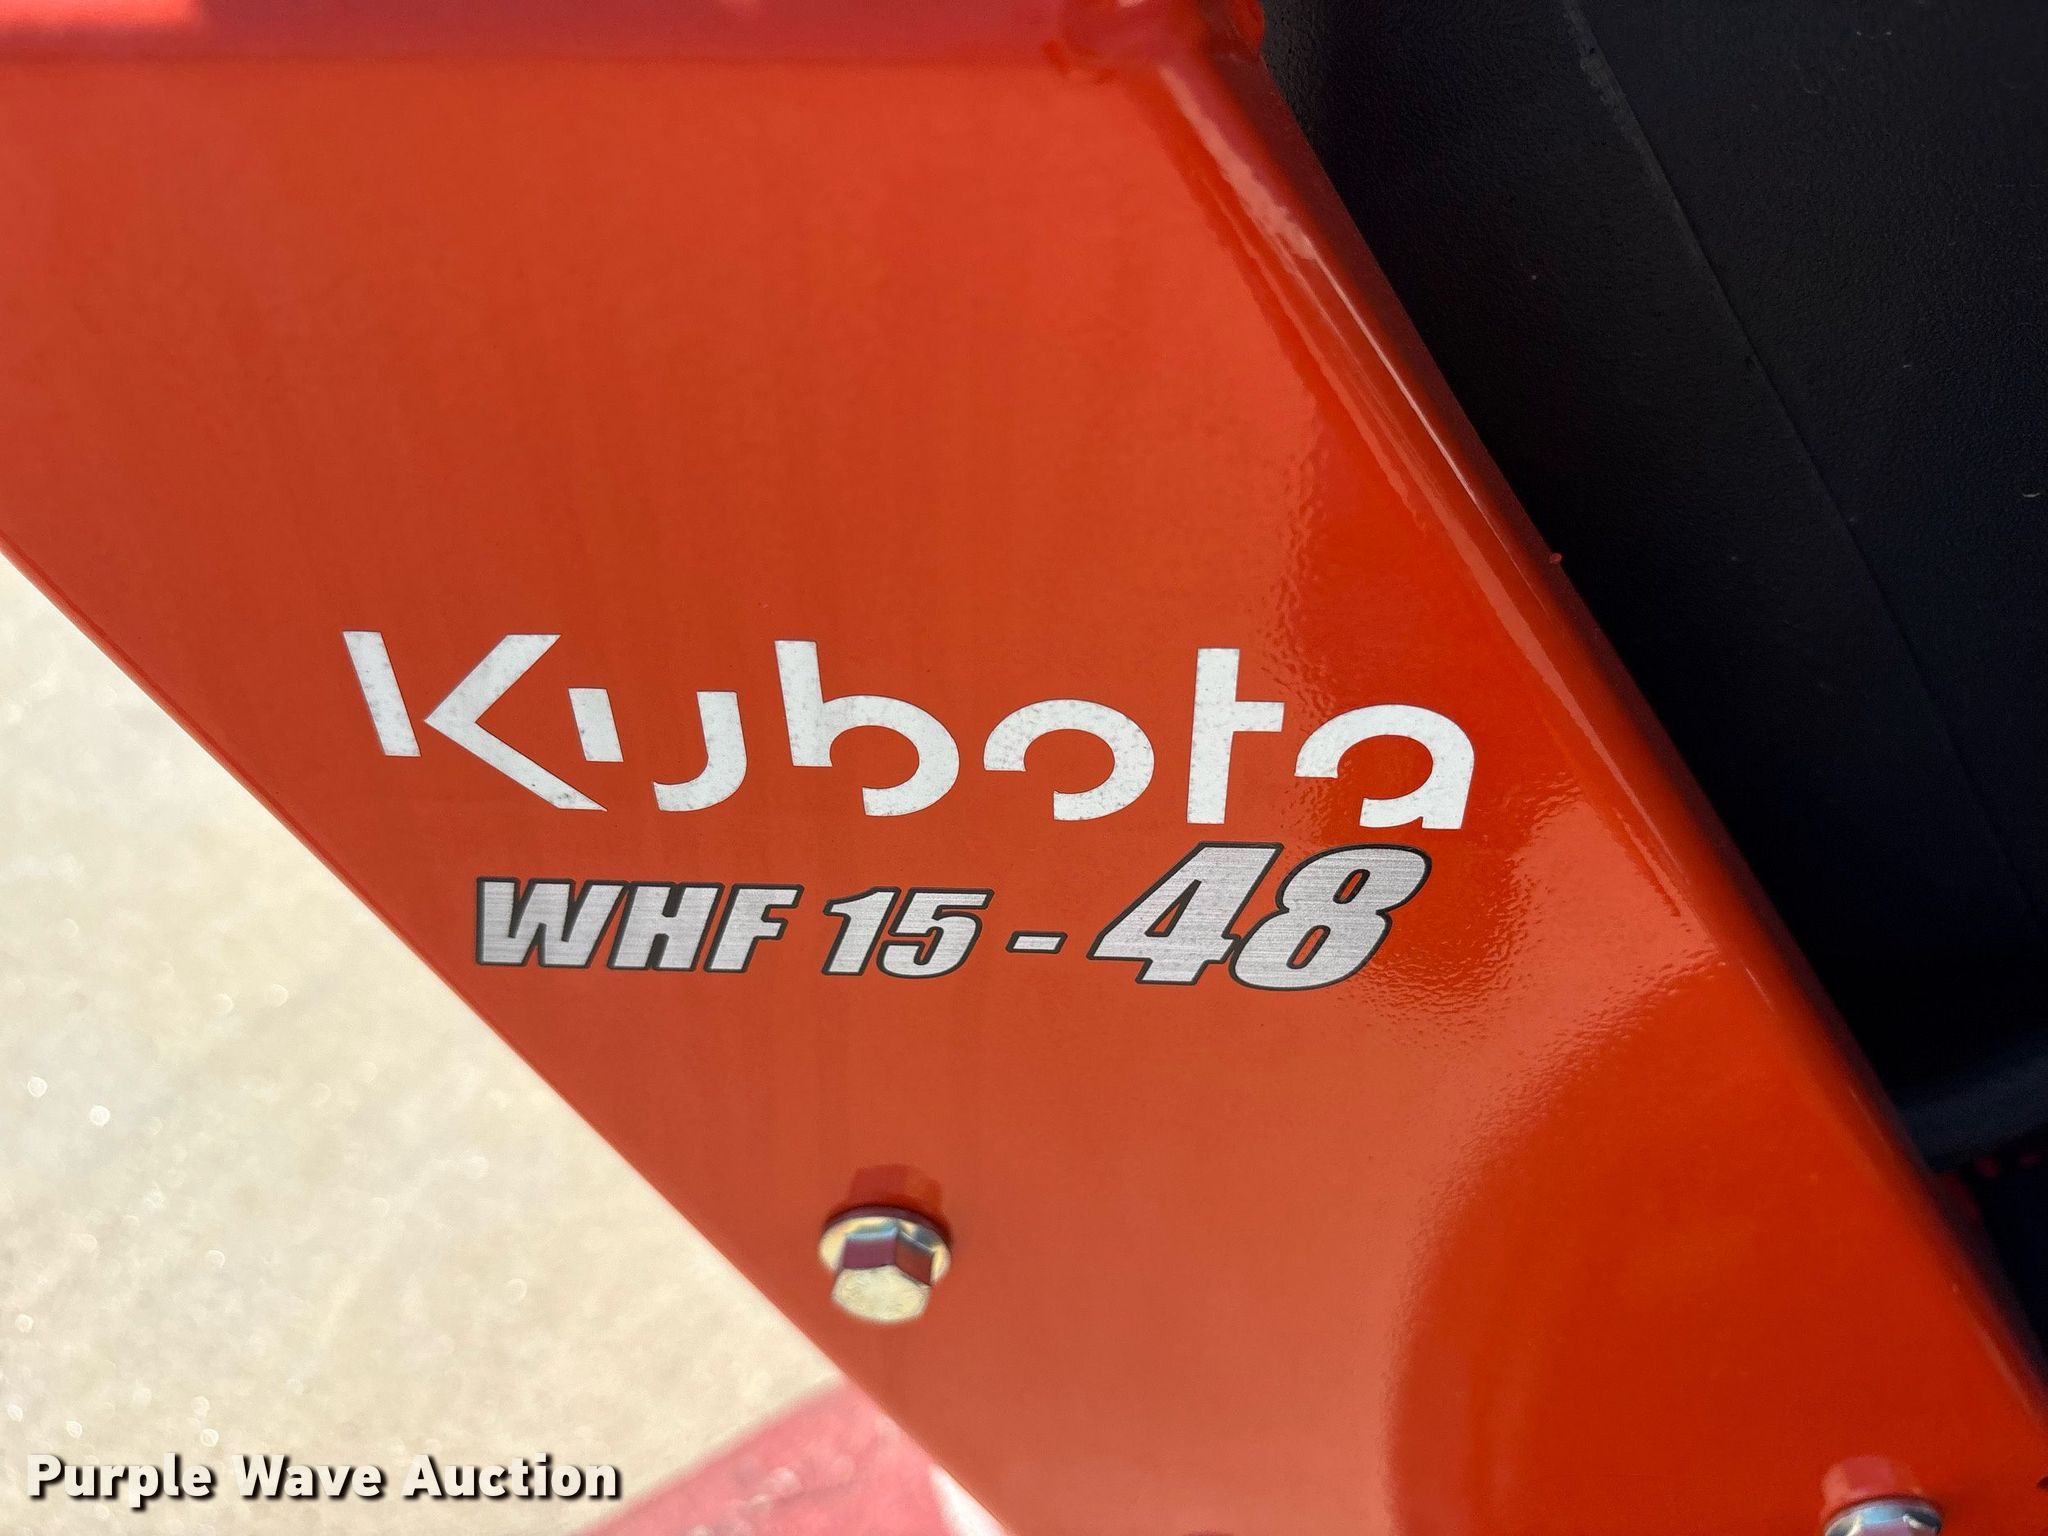 Kubota
WHF 15 - 48
Purple Wave Auction